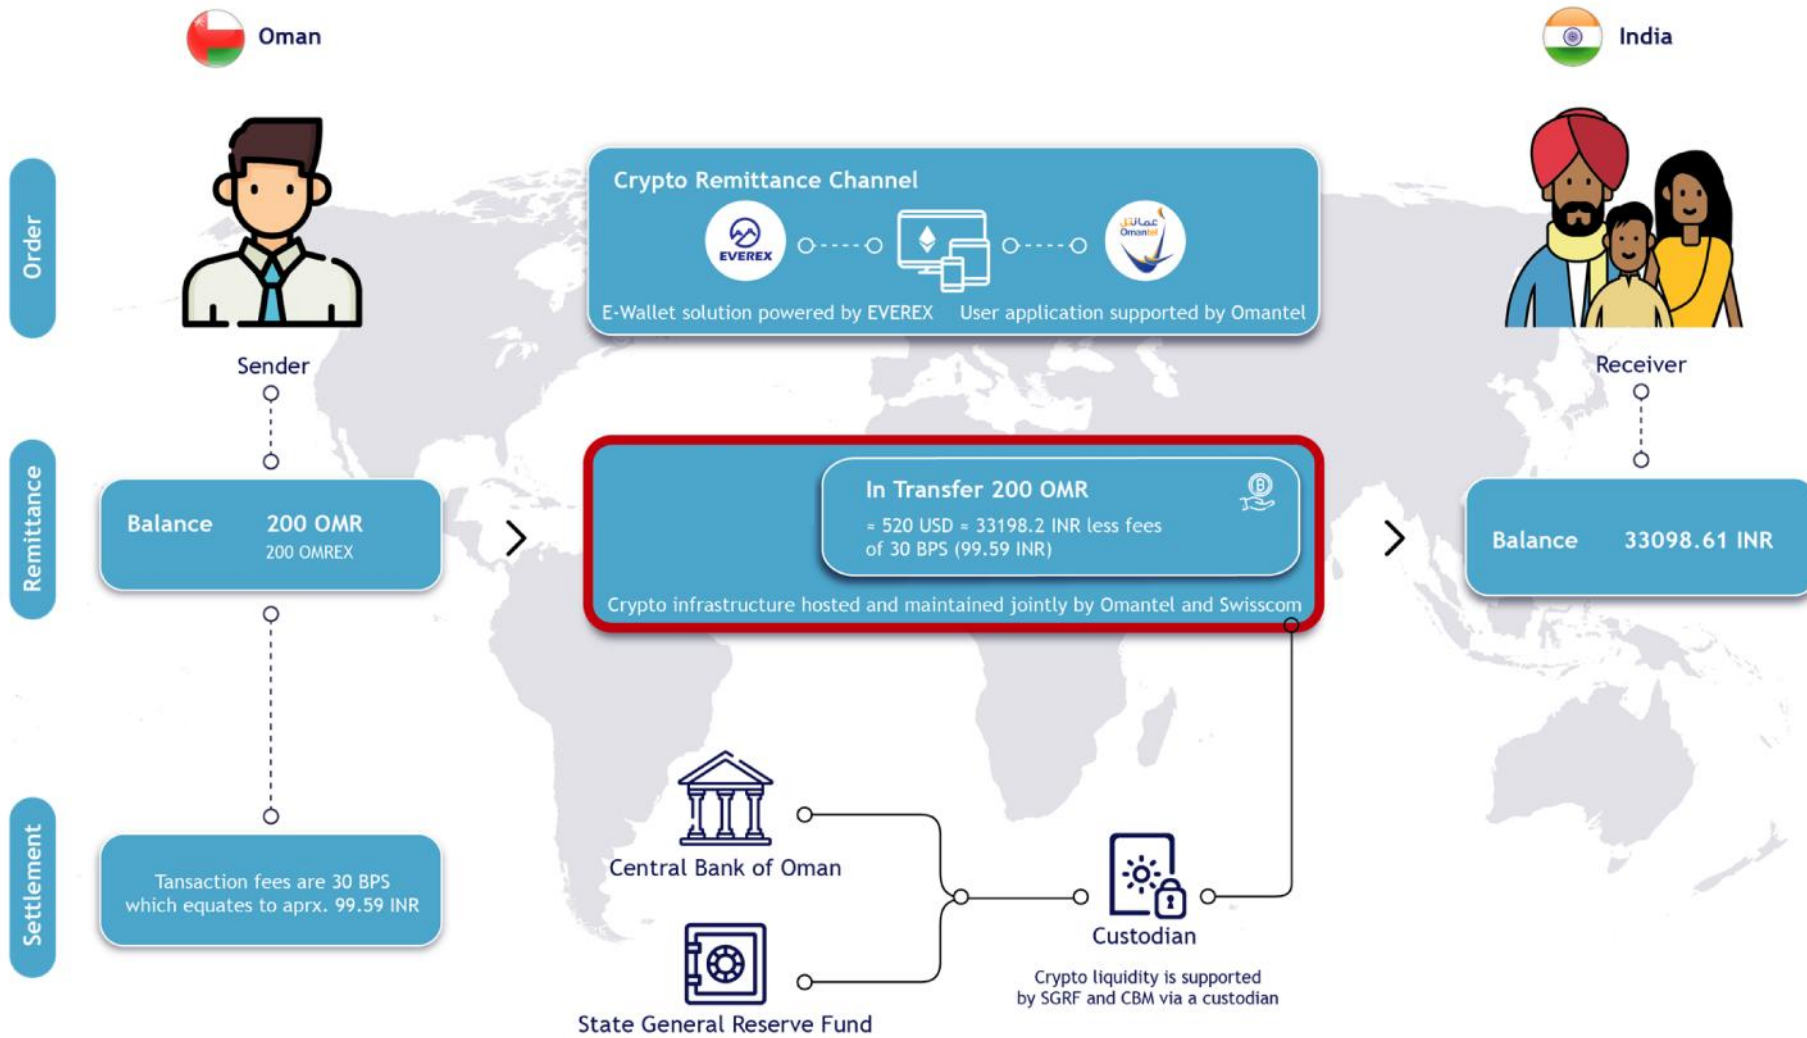 Oman
India
Order
Crypto Remittance Channel
EVEREX
عمانتل
Omantel
E-Wallet solution powered by EVEREX
User application supported by Omantel
Sender
Receiver
Remittance
Balance 200 OMR
200 OMREX
In Transfer 200 OMR
≈ 520 USD ≈ 33198.2 INR less fees
of 30 BPS (99.59 INR)
Crypto infrastructure hosted and maintained jointly by Omantel and Swisscom
Balance 33098.61 INR
Settlement
Tansaction fees are 30 BPS
which equates to aprx. 99.59 INR
Central Bank of Oman
State General Reserve Fund
Custodian
Crypto liquidity is supported
by SGRF and CBM via a custodian